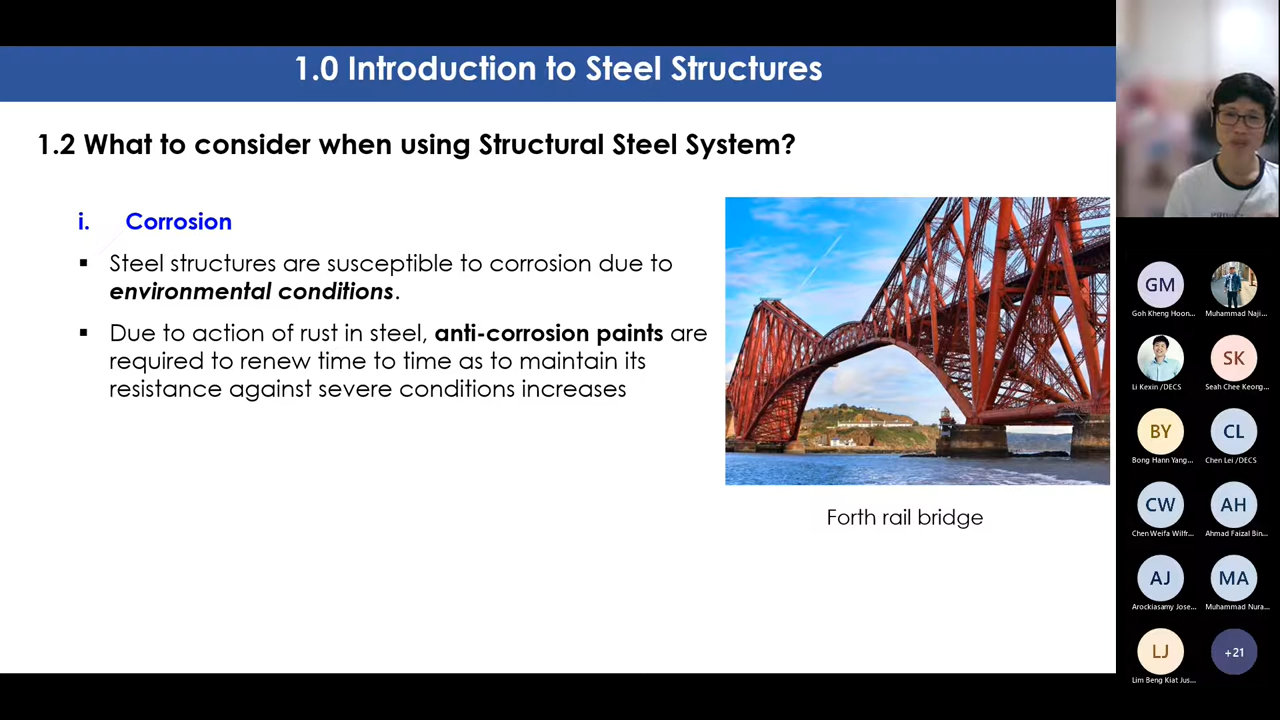 1.0 Introduction to Steel Structures
1.2 What to consider when using Structural Steel System?
i. Corrosion
▪ Steel structures are susceptible to corrosion due to
environmental conditions.
▪ Due to action of rust in steel, anti-corrosion paints are
required to renew time to time as to maintain its
resistance against severe conditions increases
Forth rail bridge
GM
Goh Kheng Hoon...
Muhammad Naji...
Li Kexin /DECS
SK
Seah Chee Keong...
BY
Bong Hann Yang...
CL
Chen Lei /DECS
CW
Chen Weifa Wilfr...
AH
Ahmad Faizal Bin...
AJ
Arockiasamy Jose...
MA
Muhammad Nura...
LJ
Lim Beng Kiat Jus...
+21